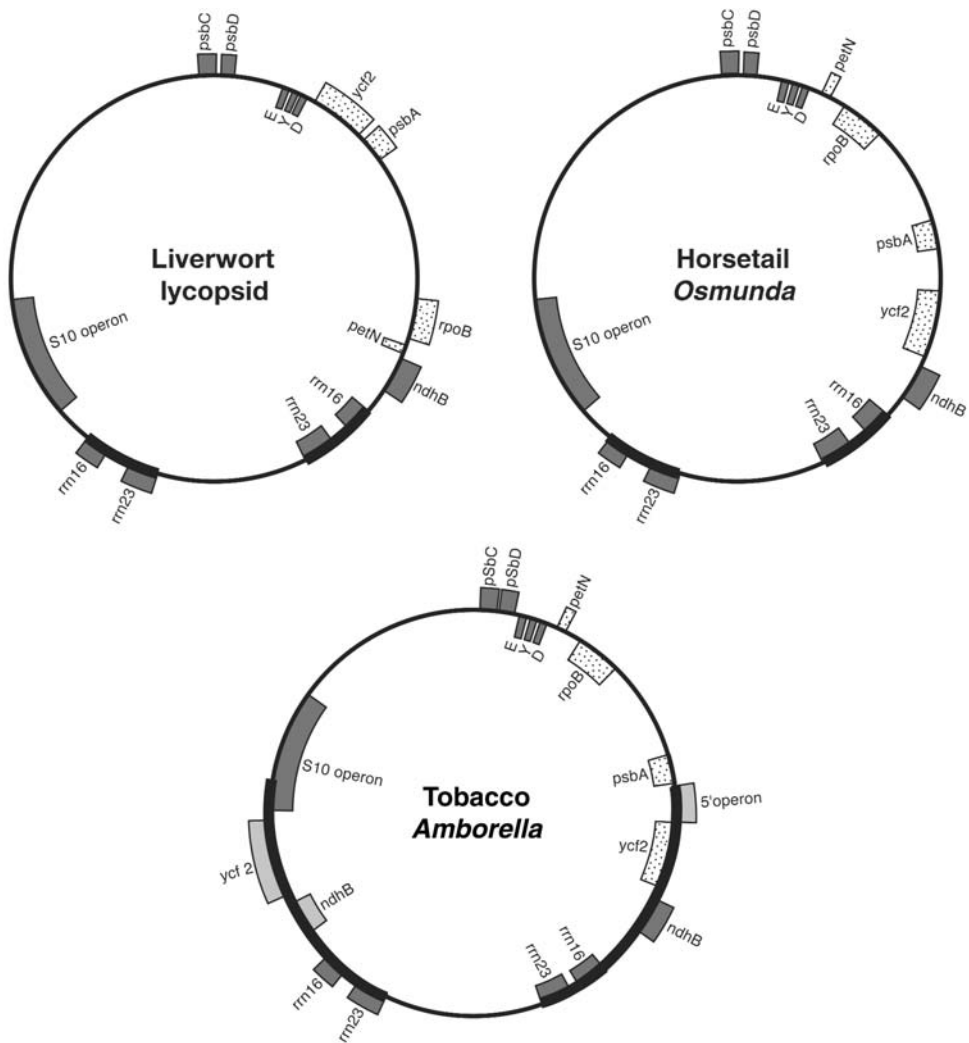 psbC
psbD
E
Y
D
ycf2
psbA
Liverwort
lycopsid
S10 operon
petN
rpoB
ndhB
rrn16
rrn23
rrn16
rrn23
psbC
psbD
petN
E
Y
D
rpoB
psbA
Horsetail
Osmunda
ycf2
S10 operon
ndhB
rrn16
rrn23
rrn16
rrn23
pSbC
pSbD
petN
E
Y
D
rpoB
S10 operon
psbA
Tobacco
Amborella
5'operon
ycf2
ycf 2
ndhB
ndhB
rrn16
rrn23
rrn16
rrn23